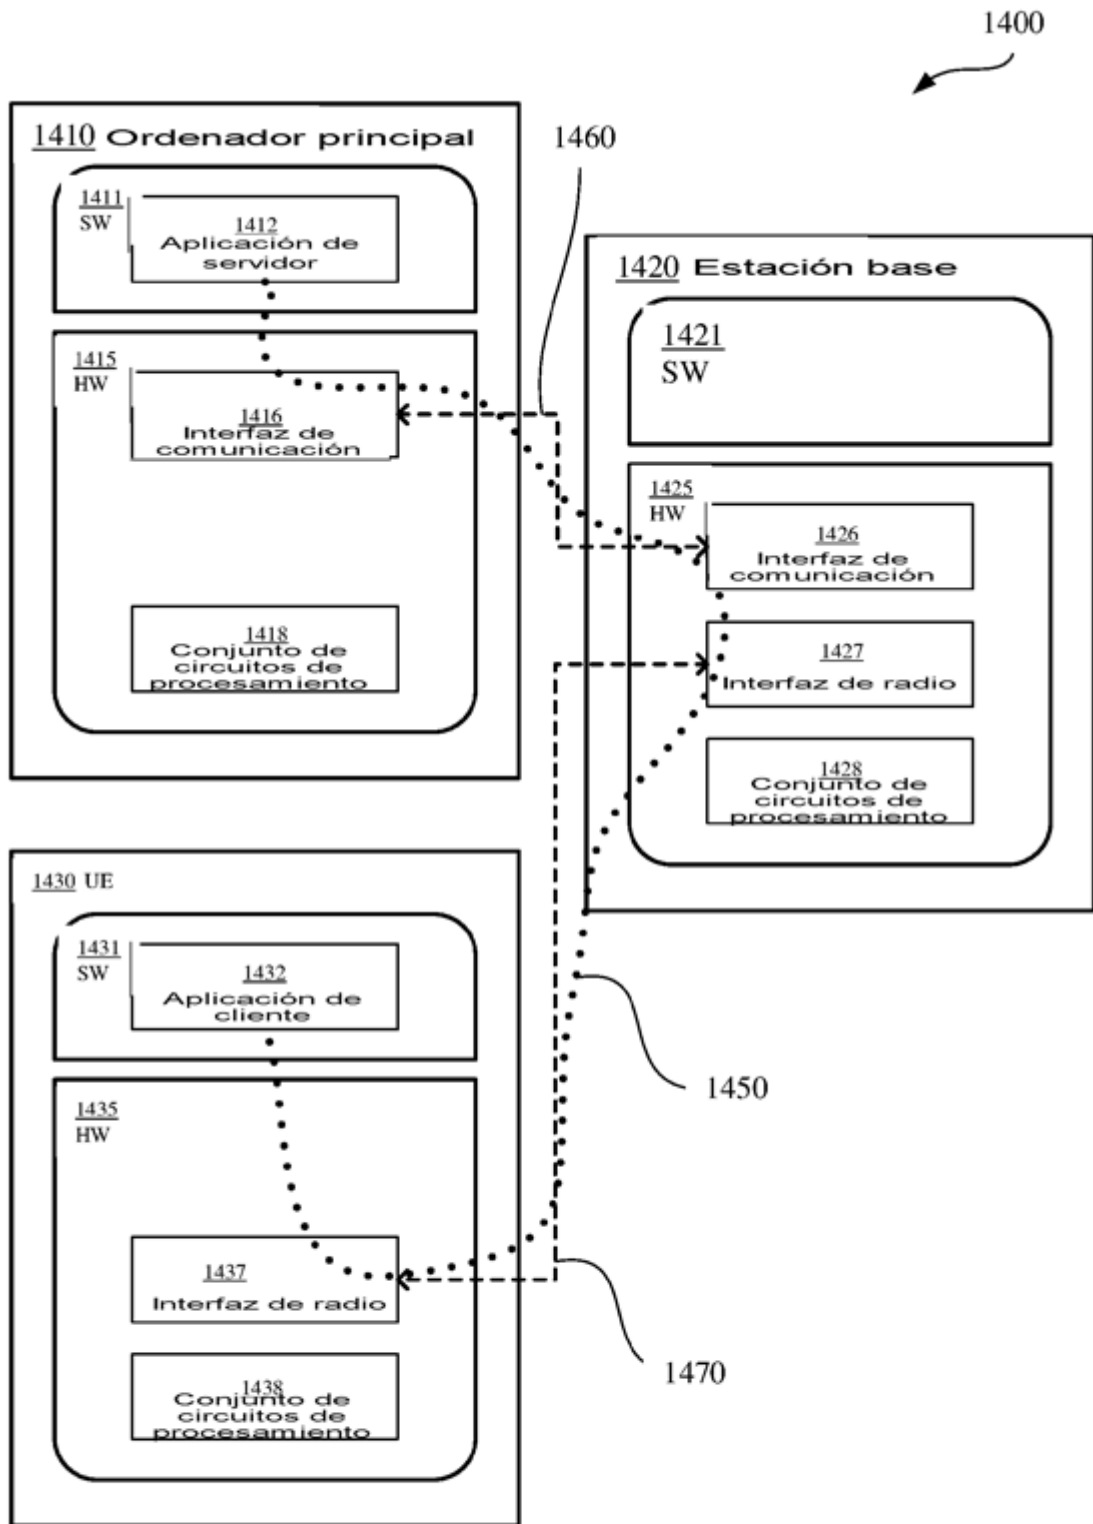 1400
1410 Ordenador principal
1411
SW
1412
Aplicación de
servidor
1415
HW
1416
Interfaz de
comunicación
1418
Conjunto de
circuitos de
procesamiento
1460
1420 Estación base
1421
SW
1425
HW
1426
Interfaz de
comunicación
1427
Interfaz de radio
1428
Conjunto de
circuitos de
procesamiento
1430 UE
1431
SW
1432
Aplicación de
cliente
1435
HW
1437
Interfaz de radio
1438
Conjunto de
circuitos de
procesamiento
1450
1470